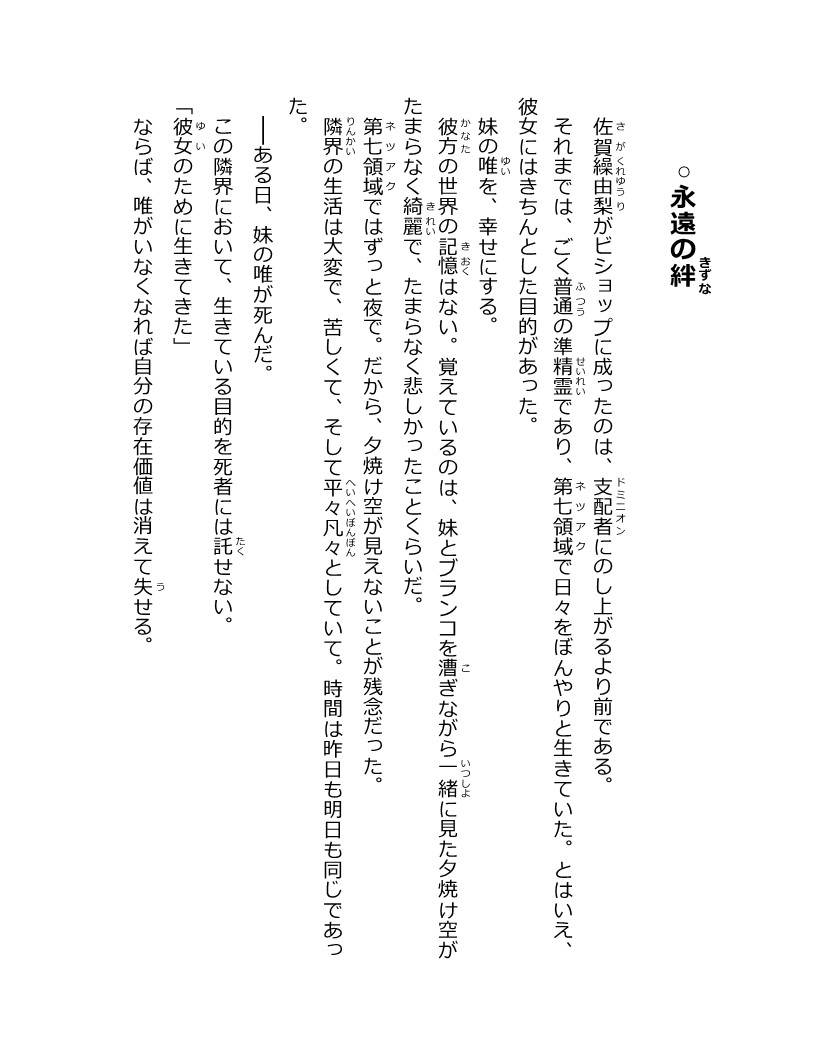 ○永遠の絆
佐賀繰由梨がビショップに成ったのは、支配者にのし上がるより前である。
それまでは、ごく普通の準精霊であり、第七領域で日々をぼんやりと生きていた。とはいえ、
彼女にはきちんとした目的があった。
妹の唯を、幸せにする。
彼方の世界の記憶はない。覚えているのは、妹とブランコを漕ぎながら一緒に見た夕焼け空が
たまらなく綺麗で、たまらなく悲しかったことくらいだ。
第七領域ではずっと夜で。だから、夕焼け空が見えないことが残念だった。
隣界の生活は大変で、苦しくて、そして平々凡々としていて。時間は昨日も明日も同じであっ
た。
──ある日、妹の唯が死んだ。
この隣界において、生きている目的を死者には託せない。
「彼女のために生きてきた」
ならば、唯がいなくなれば自分の存在価値は消えて失せる。